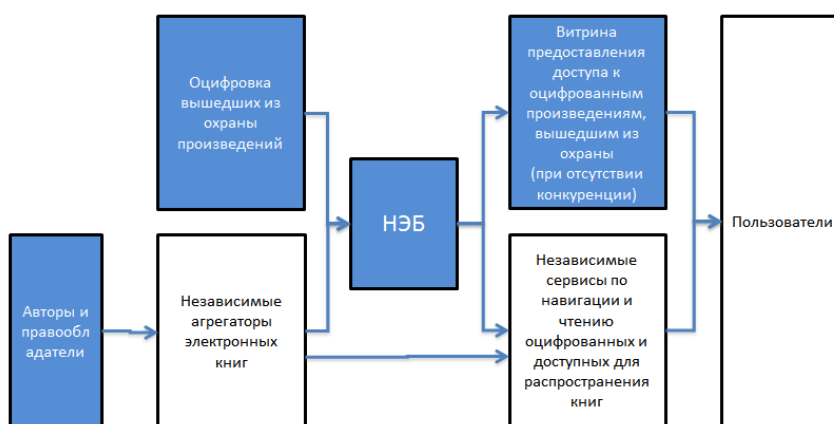 Оцифровка
вышедших из
охраны
произведений
Витрина
предоставления
доступа к
оцифрованным
произведениям,
вышедшим из
охраны
(при отсутствии
конкуренции)
НЭБ
Пользователи
Авторы и
правообл
адатели
Независимые
агрегаторы
электронных
книг
Независимые
сервисы по
навигации и
чтению
оцифрованных и
доступных для
распространения
книг